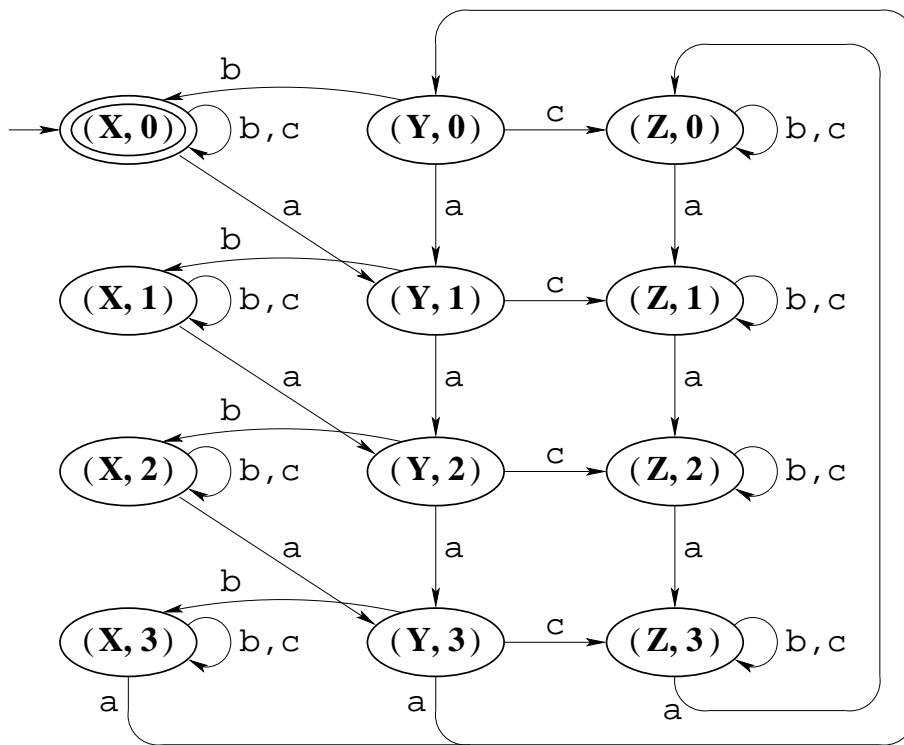 b
(X, 0) b,c (Y, 0) c (Z, 0) b,c
a a a
b
(X, 1) b,c (Y, 1) c (Z, 1) b,c
a a a
b
(X, 2) b,c (Y, 2) c (Z, 2) b,c
a a a
b
(X, 3) b,c (Y, 3) c (Z, 3) b,c
a a a